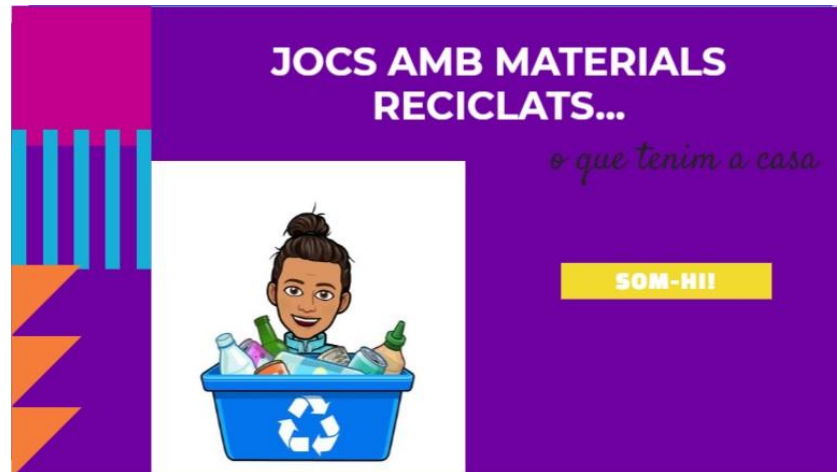 JOCS AMB MATERIALS
RECICLATS...
o que tenim a casa
SOM-HI!